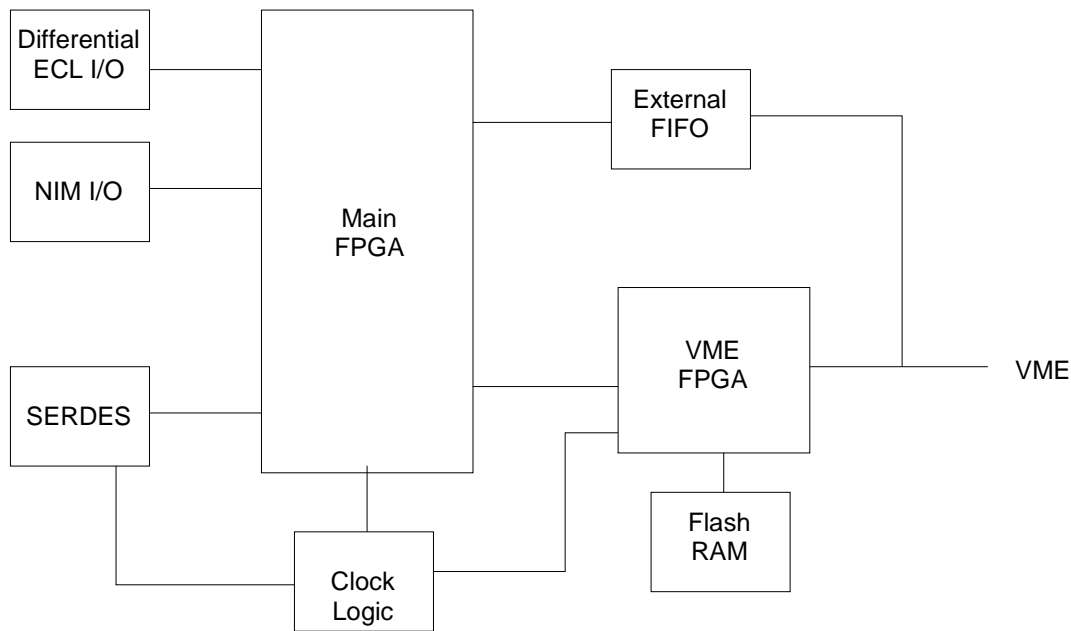 Differential
ECL I/O
NIM I/O
SERDES
Main
FPGA
Clock
Logic
External
FIFO
VME
FPGA
Flash
RAM
VME